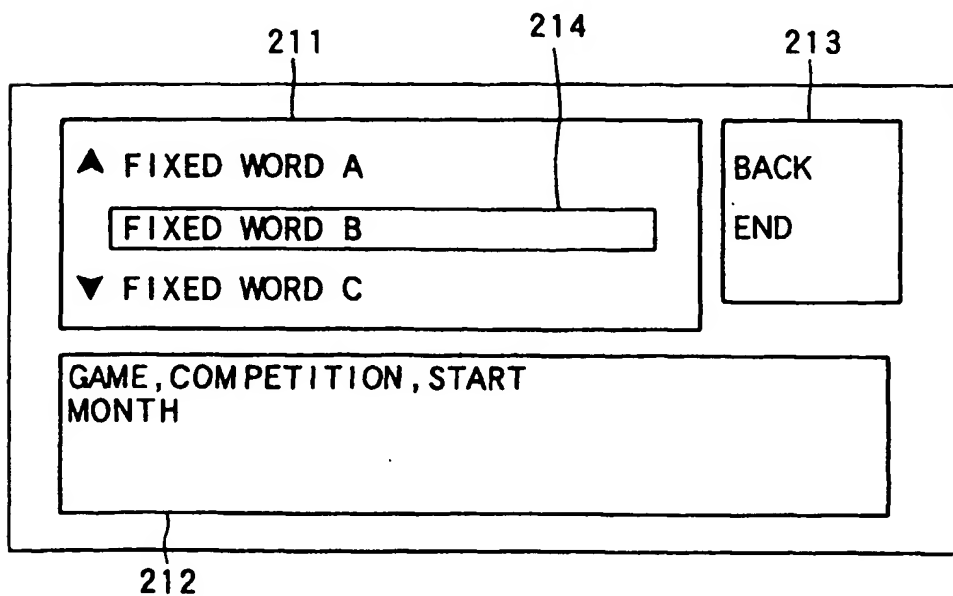 211
214
213
FIXED WORD A
FIXED WORD B
FIXED WORD C
BACK
END
GAME,COMPETITION,START
MONTH
212